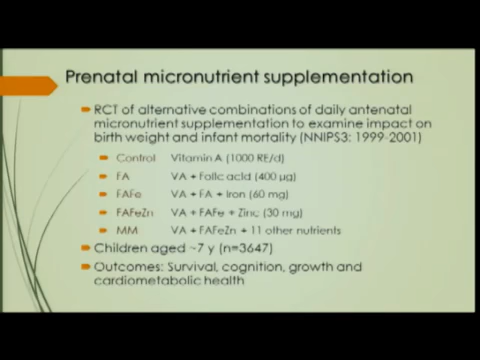 Prenatal micronutrient supplementation
RCT of alternative combinations of daily antenatal
micronutrient supplementation to examine impact on
birth weight and infant mortality (NNIPS3: 1999-2001)
Control Vitamin A (1000 RE/d)
FA VA + Folic acid (400 µg)
FAFe VA + FA + Iron (60 mg)
FAFeZn VA + FAFe + Zinc (30 mg)
MM VA + FAFeZn + 11 other nutrients
Children aged ~7 y (n=3647)
Outcomes: Survival, cognition, growth and
cardiometabolic health